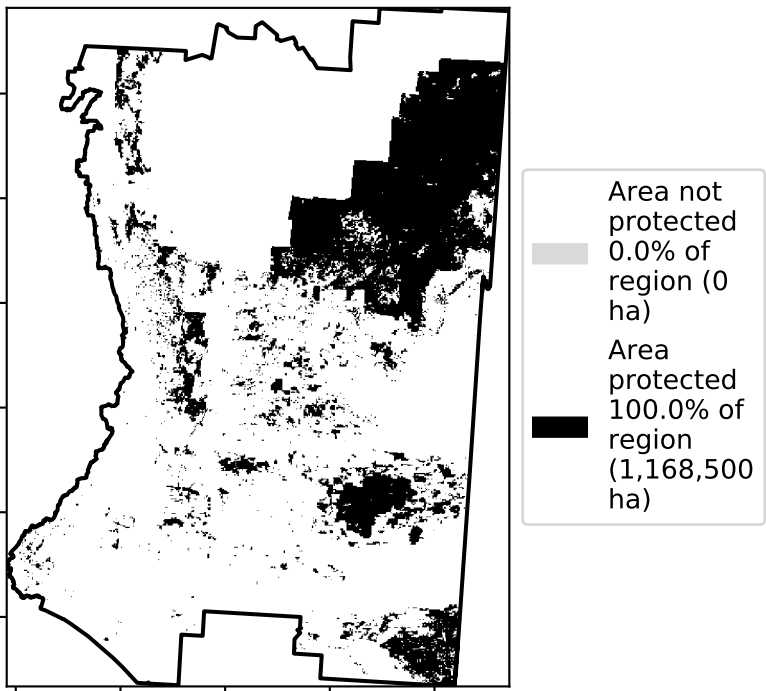 Area not
protected
0.0% of
region (0
ha)
Area
protected
100.0% of
region
(1,168,500
ha)